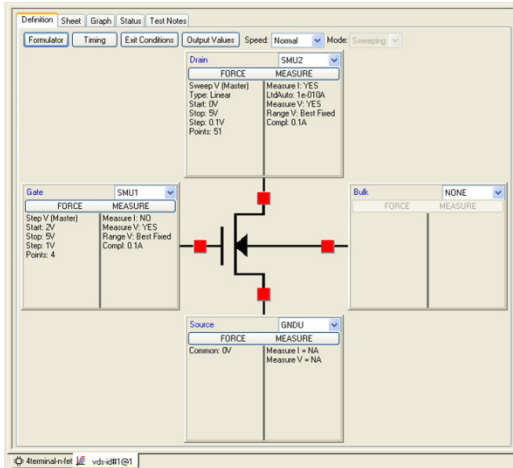 Definition Sheet Graph Status Test Notes
Formulator Timing Exit Conditions Output Values Speed: Normal Mode: Sweeping
Drain SMU2
FORCE MEASURE
Sweep V (Master) Measure I: YES
Type: Linear LtdAuto: 1e-010A
Start: 0V Measure V: YES
Stop: 5V Range V: Best Fixed
Step: 0.1V Compl: 0.1A
Points: 51
Gate SMU1
FORCE MEASURE
Step V (Master) Measure I: NO
Start: 2V Measure V: YES
Stop: 5V Range V: Best Fixed
Step: 1V Compl: 0.1A
Points: 4
Bulk NONE
FORCE MEASURE
Source GNDU
FORCE MEASURE
Common: 0V Measure I = NA
Measure V = NA
4terminal-n-fet vds-id#1@1